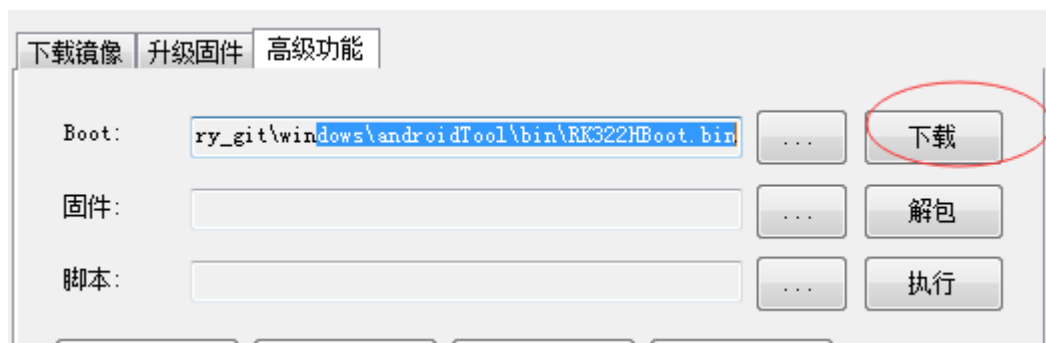 下载镜像 升级固件 高级功能
Boot: ry_git\windows\androidTool\bin\RK322HBoot.bin ... 下载
固件: ... 解包
脚本: ... 执行